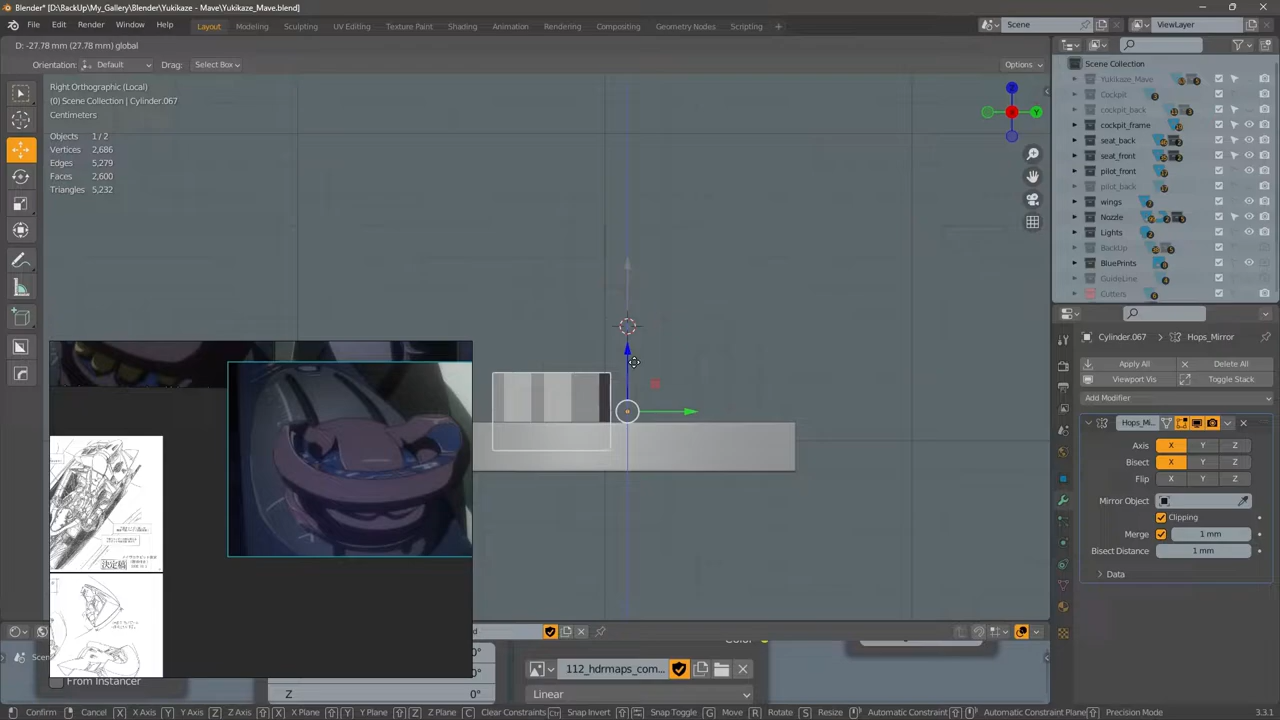 Blender* [D:\BackUp\My_Gallery\Blender\Yukikaze - Mave\Yukikaze_Mave.blend]
File Edit Render Window Help Layout Modeling Sculpting UV Editing Texture Paint Shading Animation Rendering Compositing Geometry Nodes Scripting + Scene ViewLayer
D: -27.78 mm (27.78 mm) global
Orientation: Default Drag: Select Box Options
Right Orthographic (Local)
(0) Scene Collection | Cylinder.067
Centimeters
Objects 1 / 2
Vertices 2,686
Edges 5,279
Faces 2,600
Triangles 5,232
Z
Y
Scene Collection
Yukikaze_Mave
Cockpit
cockpit_back
cockpit_frame
seat_back
seat_front
pilot_front
pilot_back
wings
Nozzle
Lights
BackUp
BluePrints
GuideLine
Cutters
Cylinder.067 > Hops_Mirror
Apply All Delete All
Viewport Vis Toggle Stack
Add Modifier
Hops_Mi...
Axis X Y Z
Bisect X Y Z
Flip X Y Z
Mirror Object
Clipping
Merge 1 mm
Bisect Distance 1 mm
Data
決定稿
0°
0°
Z 0°
From Instancer
Color
112_hdrmaps_com...
Linear
Confirm Cancel X X Axis Y Y Axis Z Z Axis X X Plane Y Y Plane Z Z Plane C Clear Constraints Snap Invert Snap Toggle G Move R Rotate S Resize Automatic Constraint Automatic Constraint Plane Precision Mode 3.3.1